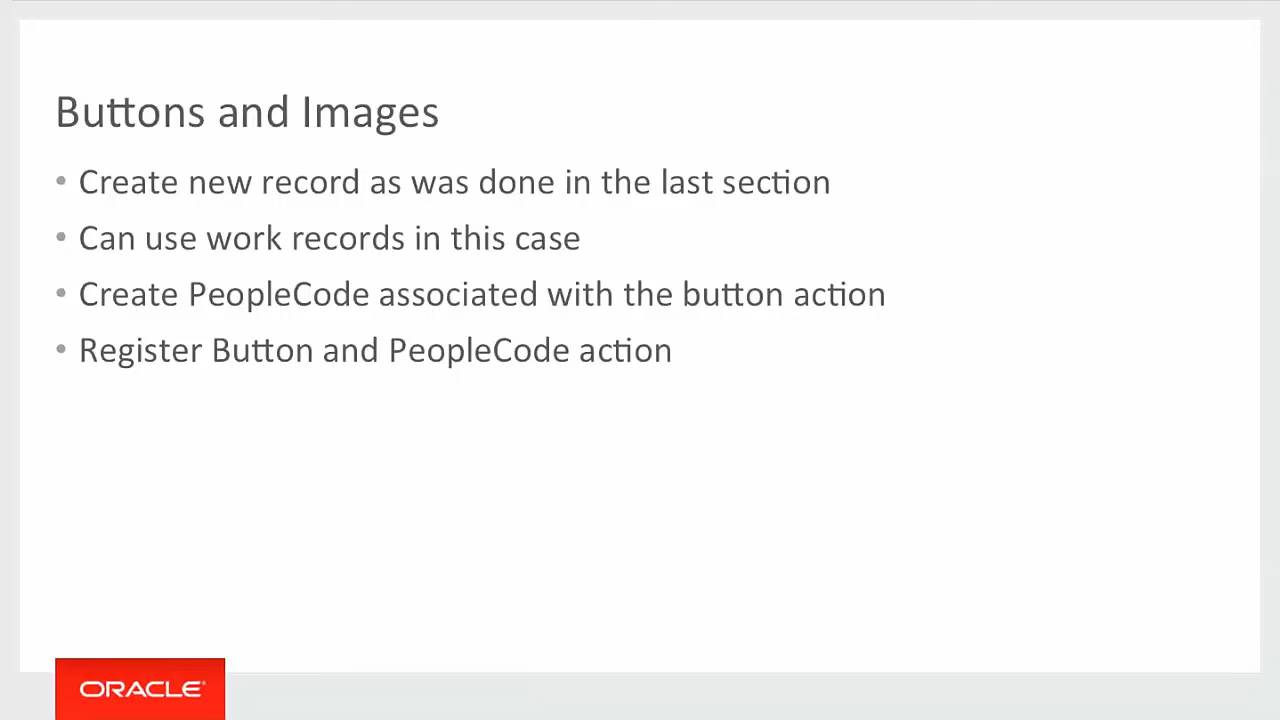 Buttons and Images
• Create new record as was done in the last section
• Can use work records in this case
• Create PeopleCode associated with the button action
• Register Button and PeopleCode action
ORACLE®